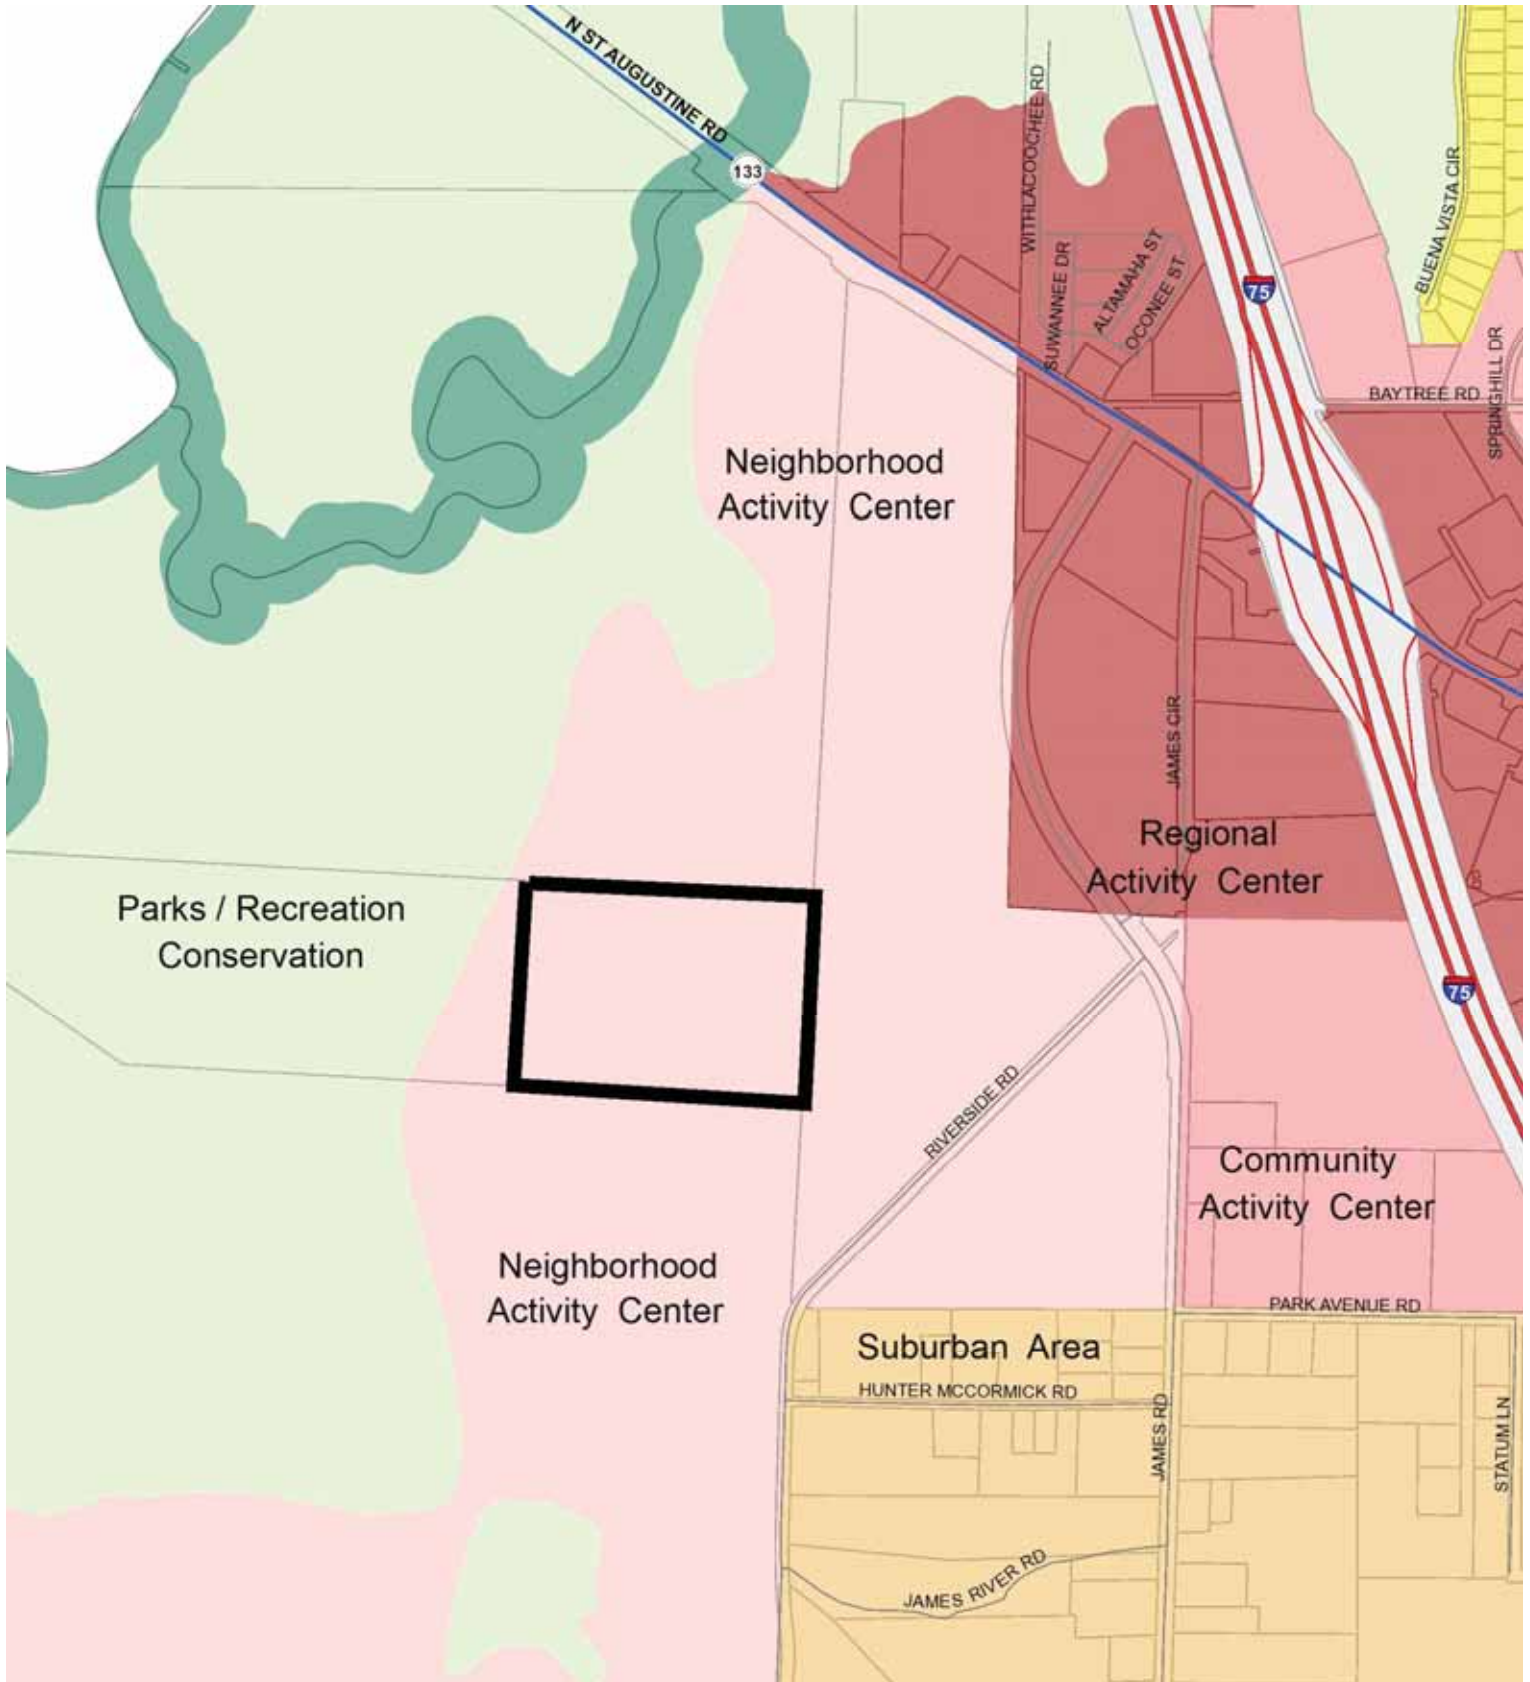 N ST AUGUSTINE RD
133
WITHLACOOCHEE RD
BUENA VISTA CIR
SUWANNEE DR
ALTAMAHA ST
OCONEE ST
75
SPRINGHILL DR
BAYTREE RD
Neighborhood
Activity Center
JAMES CIR
Regional
Activity Center
Parks / Recreation
Conservation
75
RIVERSIDE RD
Community
Activity Center
Neighborhood
Activity Center
PARK AVENUE RD
Suburban Area
HUNTER MCCORMICK RD
JAMES RD
STATUM LN
JAMES RIVER RD